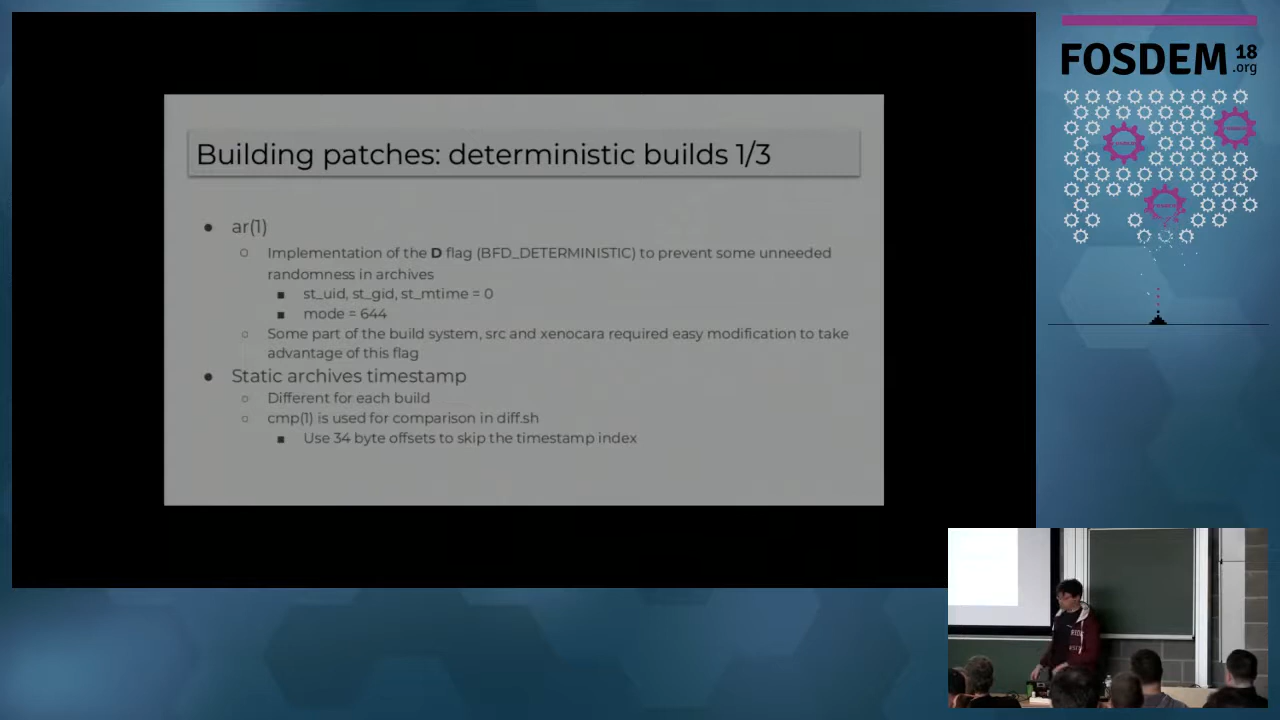 Building patches: deterministic builds 1/3
● ar(1)
○ Implementation of the D flag (BFD_DETERMINISTIC) to prevent some unneeded
randomness in archives
■ st_uid, st_gid, st_mtime = 0
■ mode = 644
○ Some part of the build system, src and xenocara required easy modification to take
advantage of this flag
● Static archives timestamp
○ Different for each build
○ cmp(1) is used for comparison in diff.sh
■ Use 34 byte offsets to skip the timestamp index
FOSDEM 18
.org